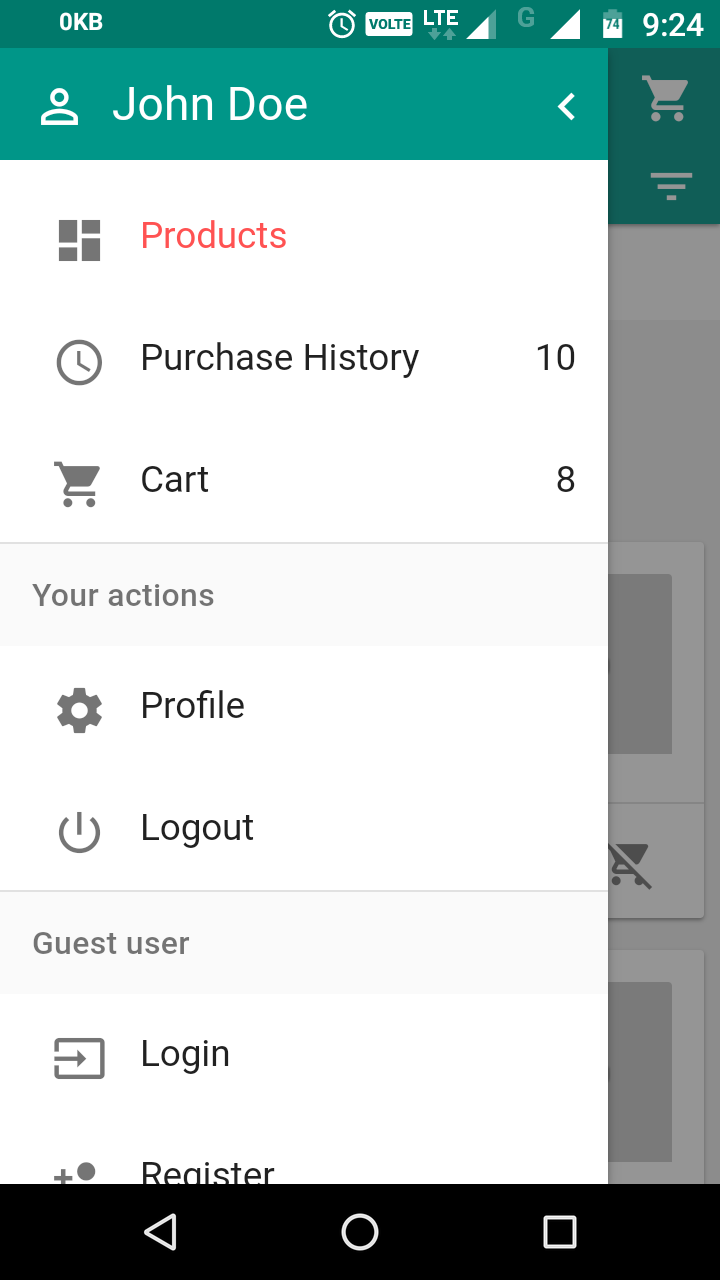 0KB VOLTE LTE G 74 9:24
John Doe
Products
Purchase History 10
Cart 8
Your actions
Profile
Logout
Guest user
Login
Register